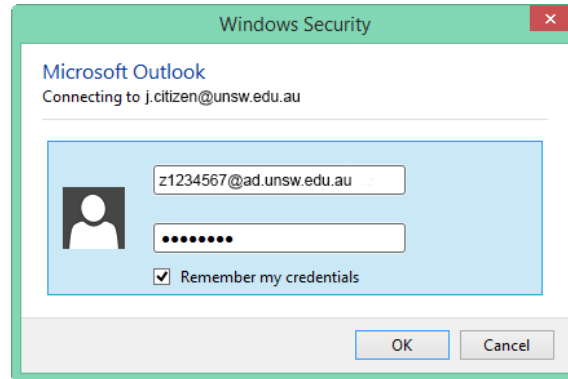 Windows Security
Microsoft Outlook
Connecting to j.citizen@unsw.edu.au
z1234567@ad.unsw.edu.au
●●●●●●●●
Remember my credentials
OK
Cancel